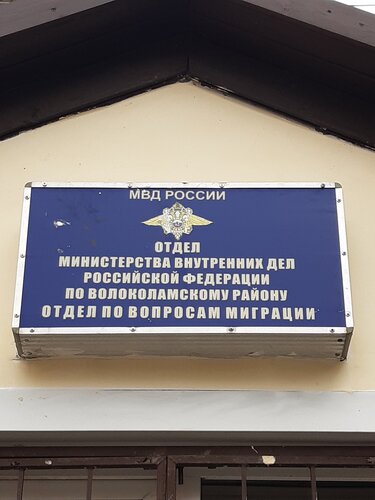 МВД РОССИИ
ОТДЕЛ
МИНИСТЕРСТВА ВНУТРЕННИХ ДЕЛ
РОССИЙСКОЙ ФЕДЕРАЦИИ
ПО ВОЛОКОЛАМСКОМУ РАЙОНУ
ОТДЕЛ ПО ВОПРОСАМ МИГРАЦИИ